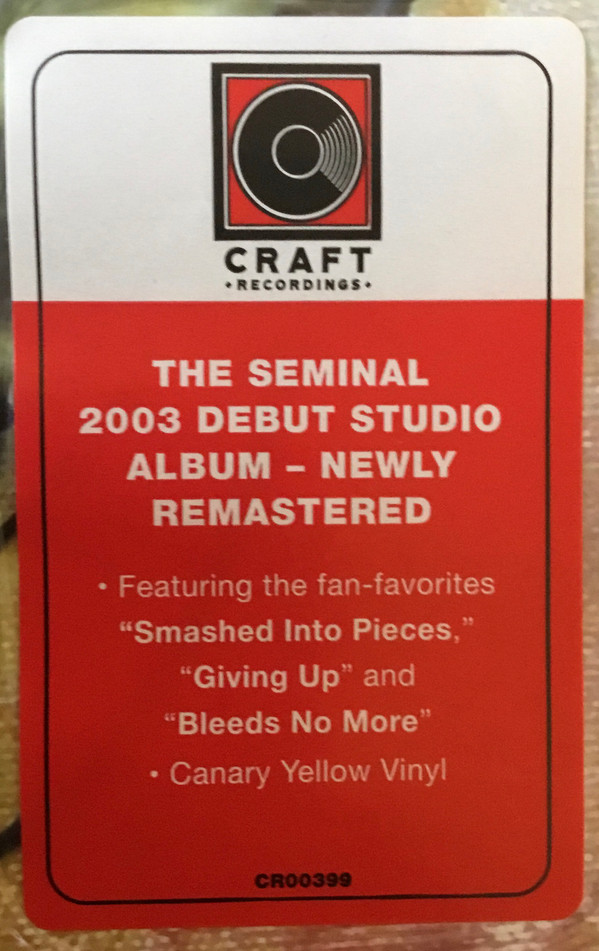 CRAFT
•RECORDINGS•
THE SEMINAL
2003 DEBUT STUDIO
ALBUM – NEWLY
REMASTERED
• Featuring the fan-favorites
“Smashed Into Pieces,”
“Giving Up” and
“Bleeds No More”
• Canary Yellow Vinyl
CR00399